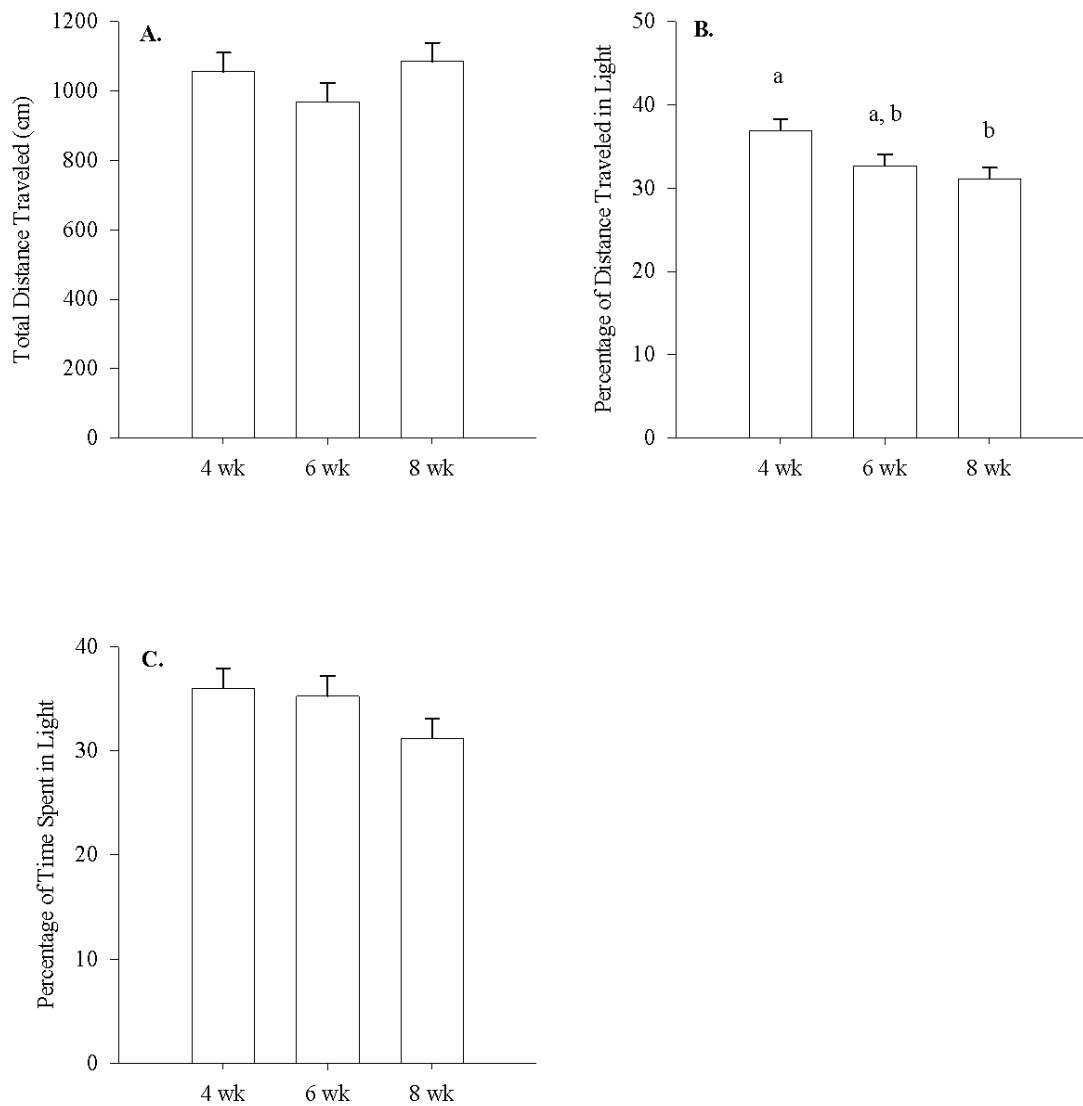 A.
Total Distance Traveled (cm)
1200
1000
800
600
400
200
0
4 wk 6 wk 8 wk
B.
Percentage of Distance Traveled in Light
50
40
30
20
10
0
a
a, b
b
4 wk 6 wk 8 wk
C.
Percentage of Time Spent in Light
40
30
20
10
0
4 wk 6 wk 8 wk